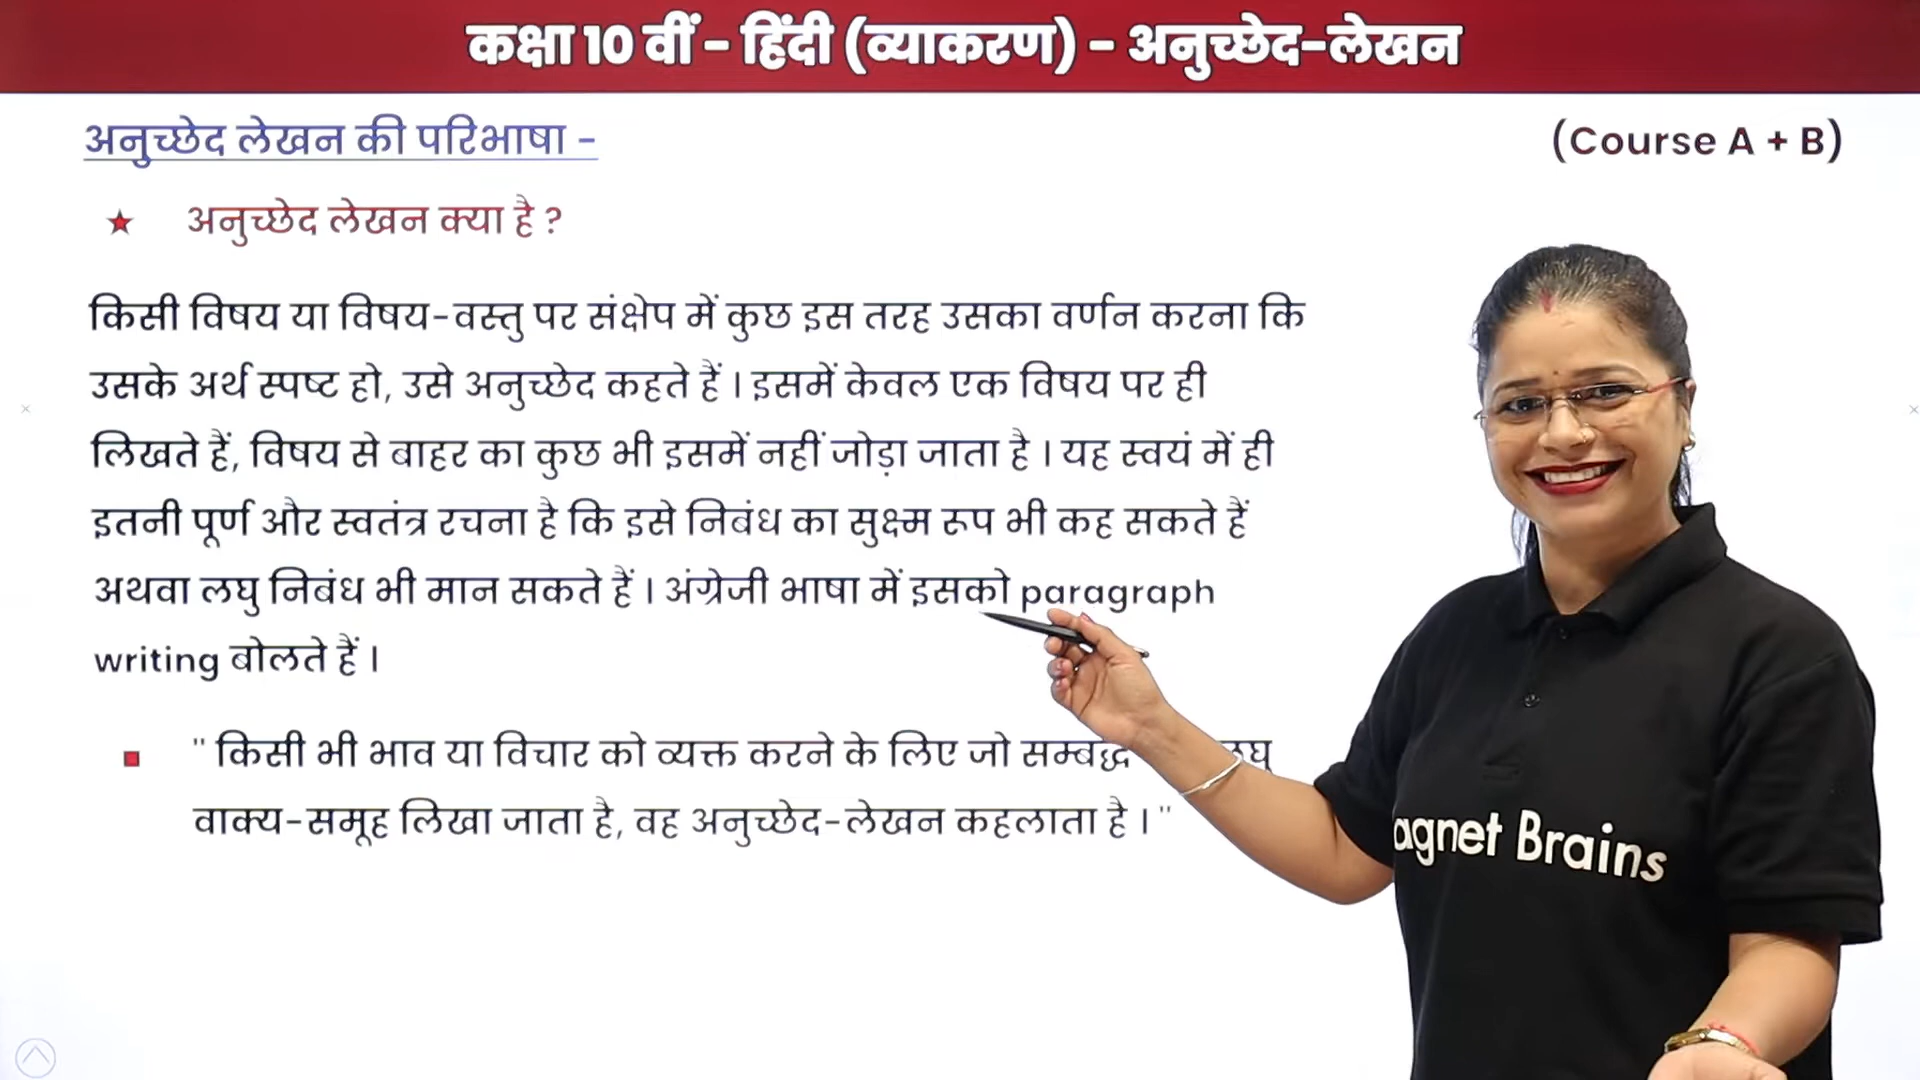 कक्षा 10 वीं - हिंदी (व्याकरण) - अनुच्छेद-लेखन
अनुच्छेद लेखन की परिभाषा -
(Course A + B)
★ अनुच्छेद लेखन क्या है ?
किसी विषय या विषय-वस्तु पर संक्षेप में कुछ इस तरह उसका वर्णन करना कि
उसके अर्थ स्पष्ट हो, उसे अनुच्छेद कहते हैं । इसमें केवल एक विषय पर ही
लिखते हैं, विषय से बाहर का कुछ भी इसमें नहीं जोड़ा जाता है । यह स्वयं में ही
इतनी पूर्ण और स्वतंत्र रचना है कि इसे निबंध का सुक्ष्म रूप भी कह सकते हैं
अथवा लघु निबंध भी मान सकते हैं । अंग्रेजी भाषा में इसको paragraph
writing बोलते हैं ।
" किसी भी भाव या विचार को व्यक्त करने के लिए जो सम्बद्ध लघु
वाक्य-समूह लिखा जाता है, वह अनुच्छेद-लेखन कहलाता है । "
agnet Brains